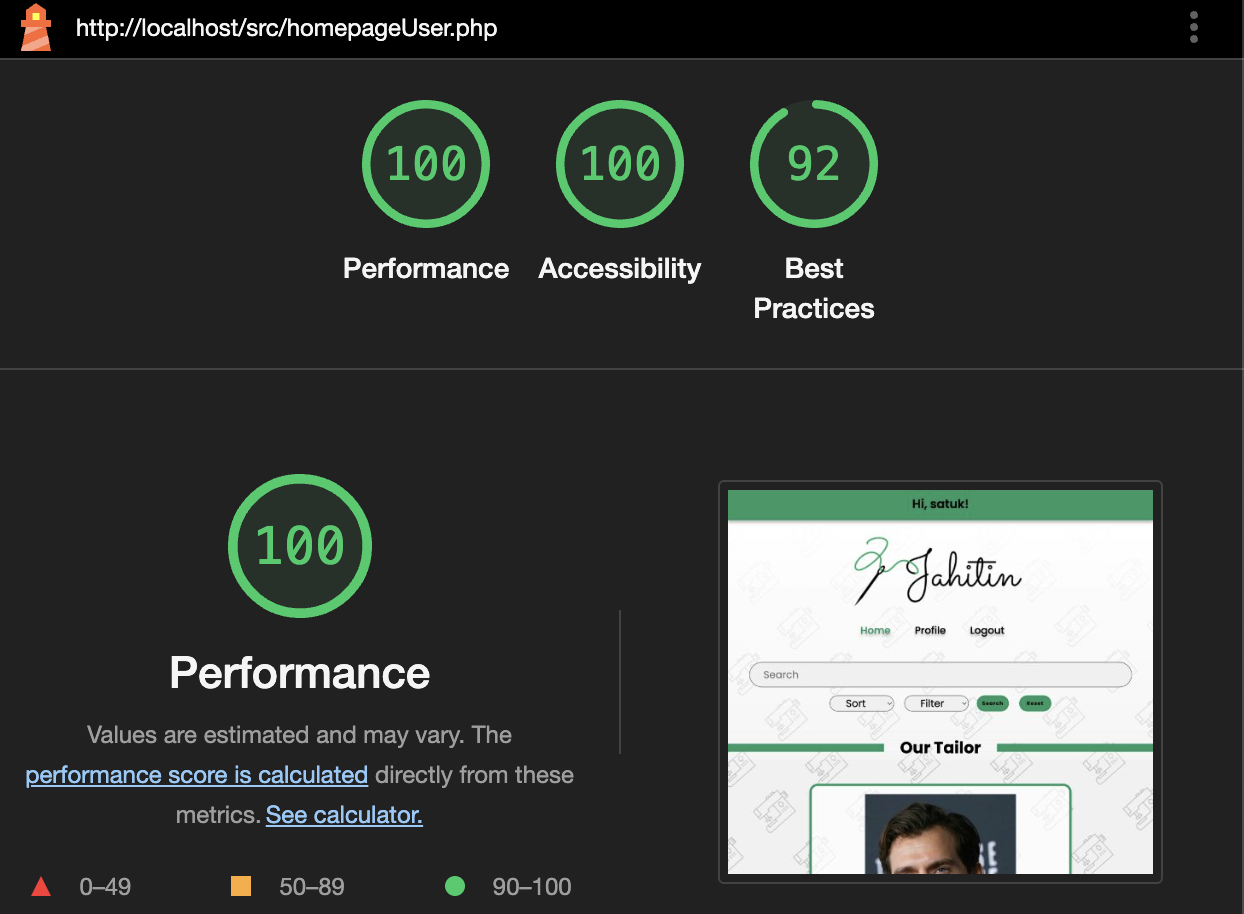 http://localhost/src/homepageUser.php
100
100
92
Performance
Accessibility
Best
Practices
100
Performance
Values are estimated and may vary. The
performance score is calculated directly from these
metrics. See calculator.
0–49
50–89
90–100
Hi, satuk!
Jahitin
Home
Profile
Logout
Search
Sort
Filter
Search
Reset
Our Tailor